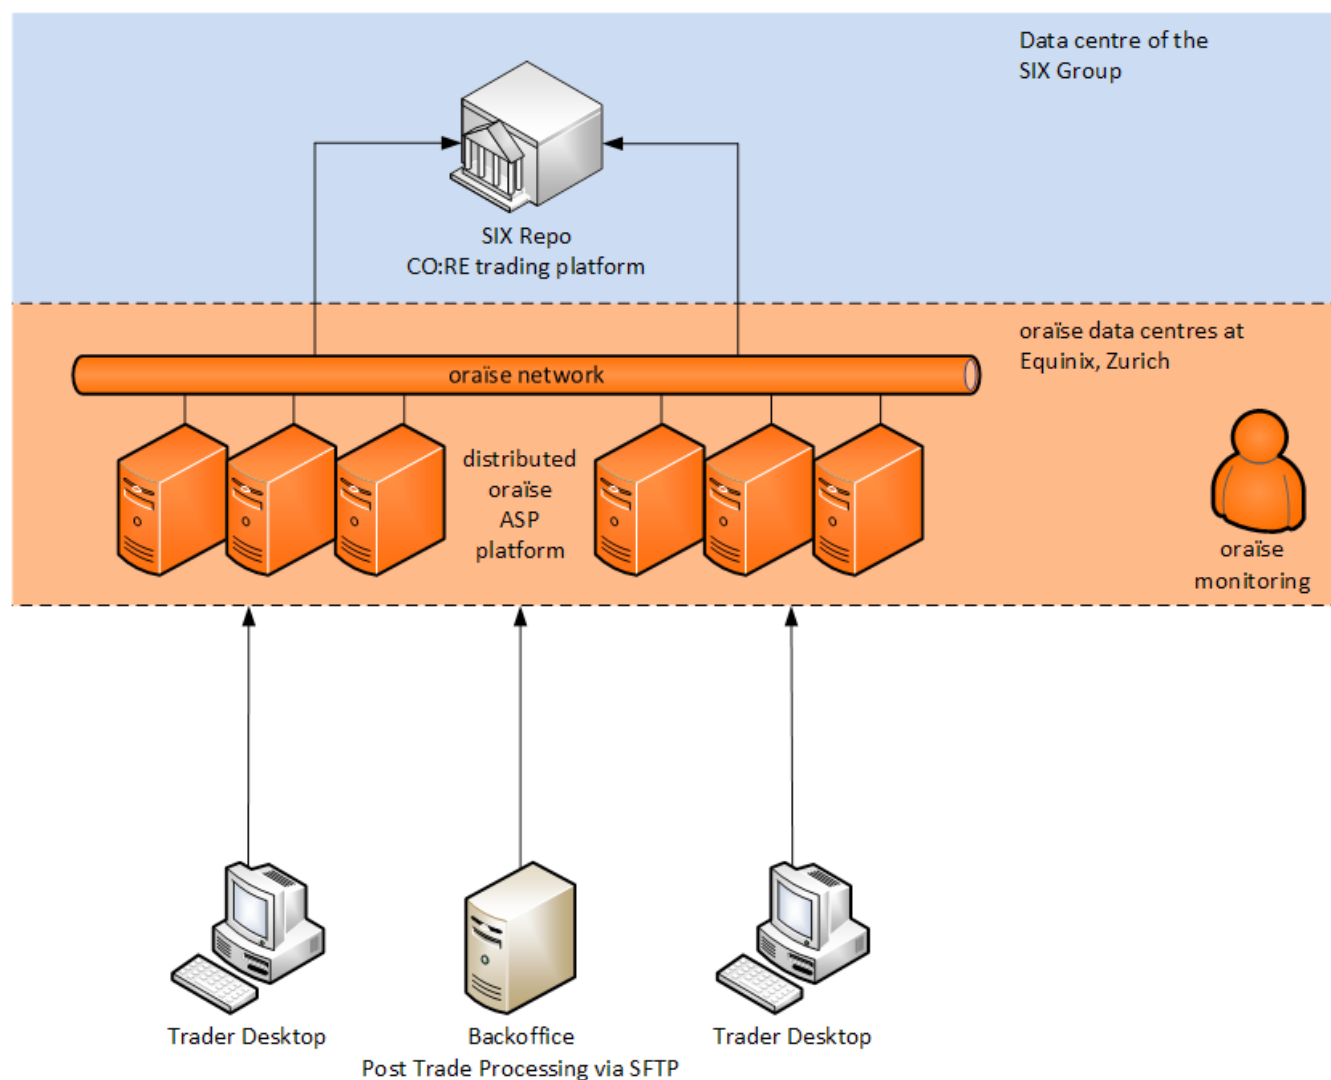 Data centre of the
SIX Group
SIX Repo
CO:RE trading platform
oraïse data centres at
Equinix, Zurich
oraïse network
distributed
oraïse
ASP
platform
oraïse
monitoring
Trader Desktop
Backoffice
Post Trade Processing via SFTP
Trader Desktop